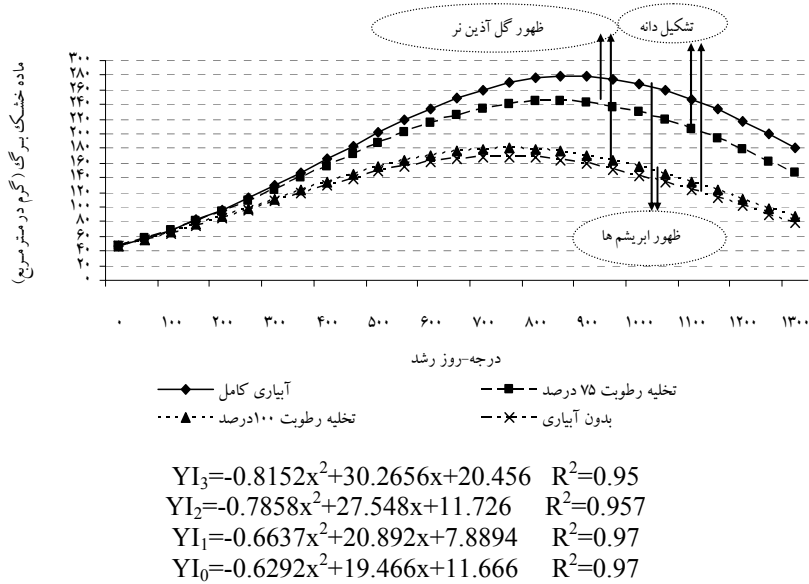 ظهور گل آذین نر
تشکیل دانه
ماده خشک برگ (گرم در متر مربع)
۳۰۰
۲۸۰
۲۶۰
۲۴۰
۲۲۰
۲۰۰
۱۸۰
۱۶۰
۱۴۰
۱۲۰
۱۰۰
۸۰
۶۰
۴۰
۲۰
۰
ظهور ابریشم ها
۰ ۱۰۰ ۲۰۰ ۳۰۰ ۴۰۰ ۵۰۰ ۶۰۰ ۷۰۰ ۸۰۰ ۹۰۰ ۱۰۰۰ ۱۱۰۰ ۱۲۰۰ ۱۳۰۰
درجه-روز رشد
آبیاری کامل
تخلیه رطوبت ۷۵ درصد
تخلیه رطوبت ۱۰۰درصد
بدون آبیاری
YI₃=-0.8152x²+30.2656x+20.456 R²=0.95
YI₂=-0.7858x²+27.548x+11.726 R²=0.957
YI₁=-0.6637x²+20.892x+7.8894 R²=0.97
YI₀=-0.6292x²+19.466x+11.666 R²=0.97